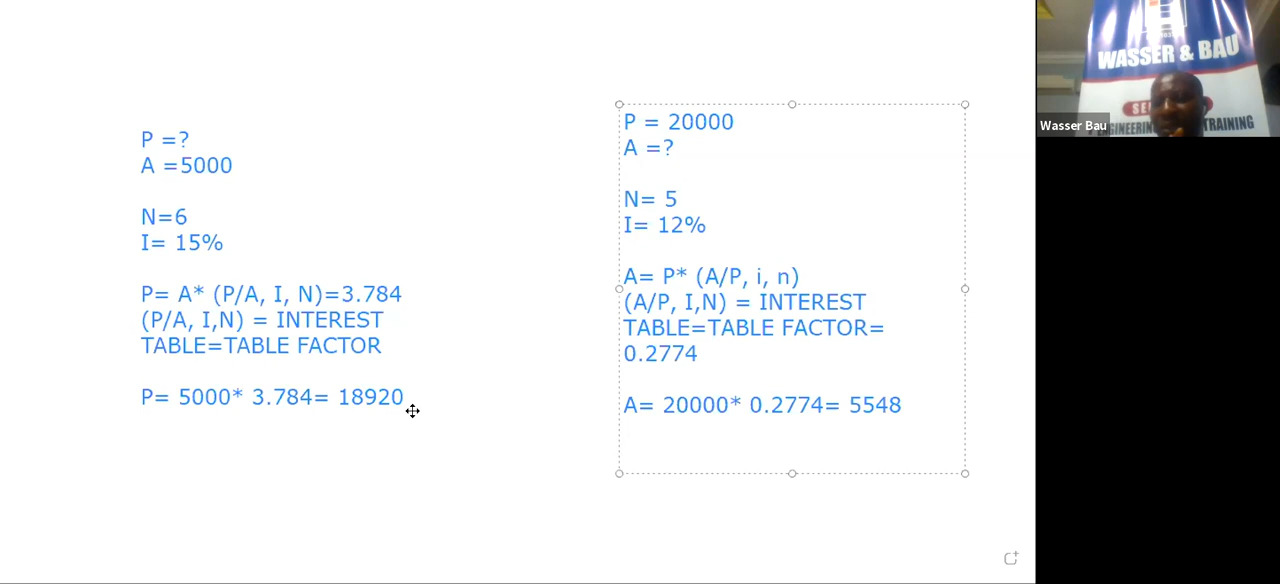 P =?
A =5000
N=6
I= 15%
P= A* (P/A, I, N)=3.784
(P/A, I,N) = INTEREST
TABLE=TABLE FACTOR
P= 5000* 3.784= 18920
P = 20000
A =?
N= 5
I= 12%
A= P* (A/P, i, n)
(A/P, I,N) = INTEREST
TABLE=TABLE FACTOR=
0.2774
A= 20000* 0.2774= 5548
WASSER & BAU
TRAINING
Wasser Bau